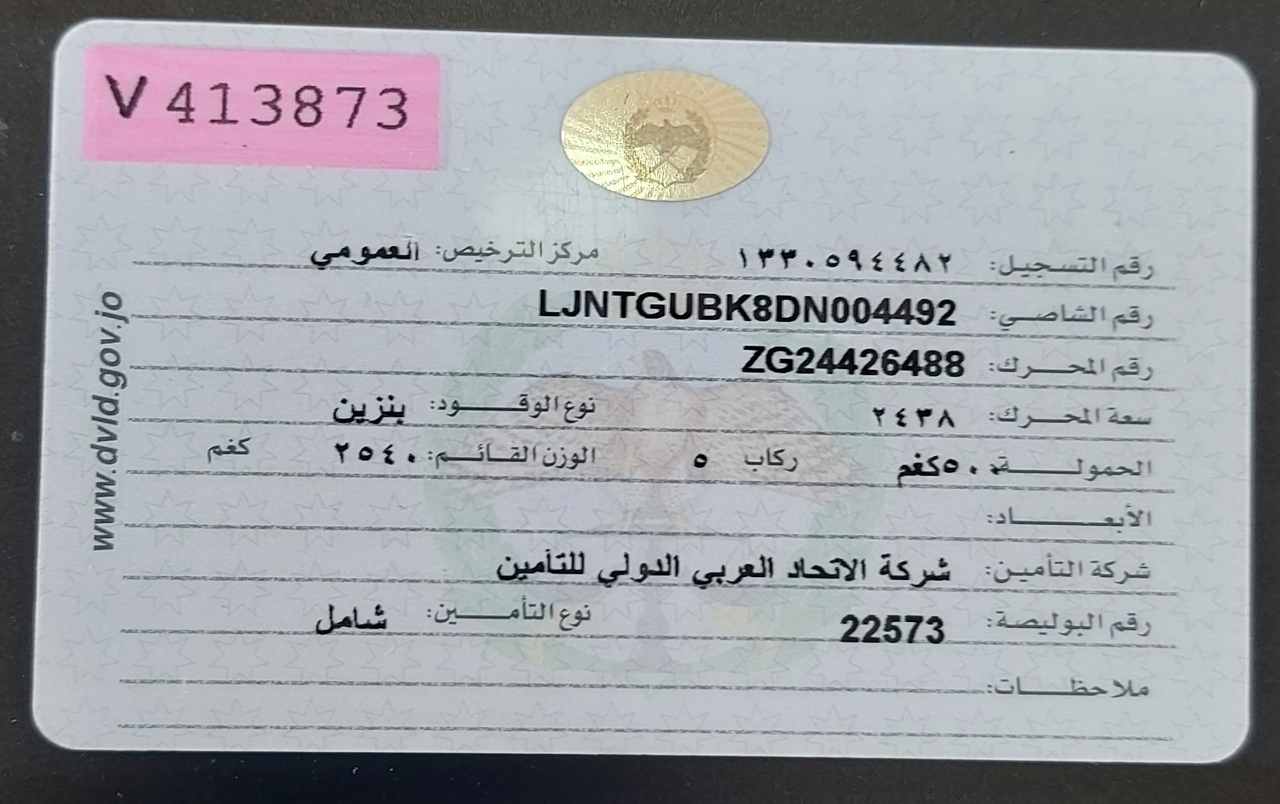 V 413873
رقم التسجيل: ١٣٣٠٥٩٤٤٨٢ مركز الترخيص: العمومي
رقم الشاصي: LJNTGUBK8DN004492
رقم المحرك: ZG24426488
سعة المحرك: ٢٤٣٨ نوع الوقود: بنزين
الحمولة ٥٠٠كغم ركاب ٥ الوزن القائم: ٢٥٤٠ كغم
الأبعاد:
شركة التأمين: شركة الاتحاد العربي الدولي للتأمين
رقم البوليصة: 22573 نوع التأمين: شامل
ملاحظات:
www.dvld.gov.jo